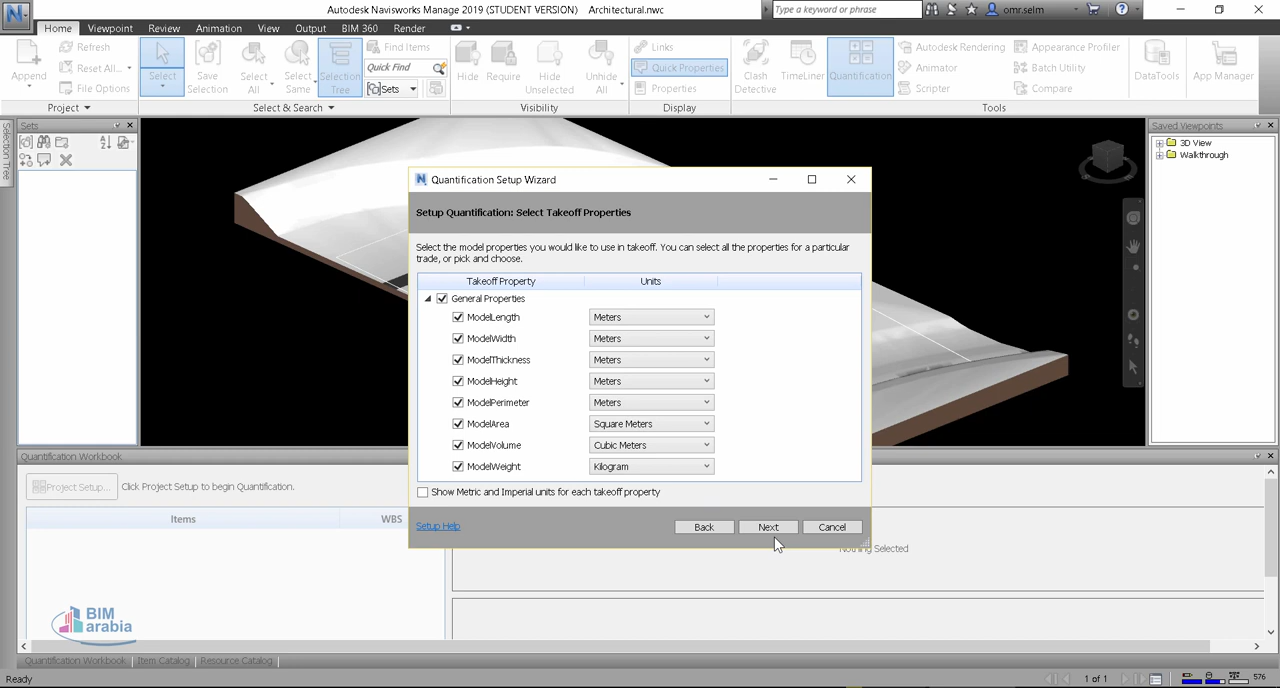 Autodesk Navisworks Manage 2019 (STUDENT VERSION) Architectural.nwc
Type a keyword or phrase
omr.selm
Home Viewpoint Review Animation View Output BIM 360 Render
Append
Refresh
Reset All...
File Options
Project
Select
Save Selection
Select All
Select Same
Selection Tree
Find Items
Quick Find
Sets
Select & Search
Hide
Require
Hide Unselected
Unhide All
Visibility
Links
Quick Properties
Properties
Display
Clash Detective
TimeLiner
Quantification
Autodesk Rendering
Animator
Scripter
Appearance Profiler
Batch Utility
Compare
DataTools
App Manager
Tools
Selection Tree
Sets
Saved Viewpoints
3D View
Walkthrough
Quantification Setup Wizard
Setup Quantification: Select Takeoff Properties
Select the model properties you would like to use in takeoff. You can select all the properties for a particular
trade, or pick and choose.
Takeoff Property Units
General Properties
ModelLength Meters
ModelWidth Meters
ModelThickness Meters
ModelHeight Meters
ModelPerimeter Meters
ModelArea Square Meters
ModelVolume Cubic Meters
ModelWeight Kilogram
Show Metric and Imperial units for each takeoff property
Setup Help
Back Next Cancel
Quantification Workbook
Project Setup... Click Project Setup to begin Quantification.
Items WBS
Nothing Selected
BIM
arabia
Quantification Workbook Item Catalog Resource Catalog
Ready
1 of 1
576